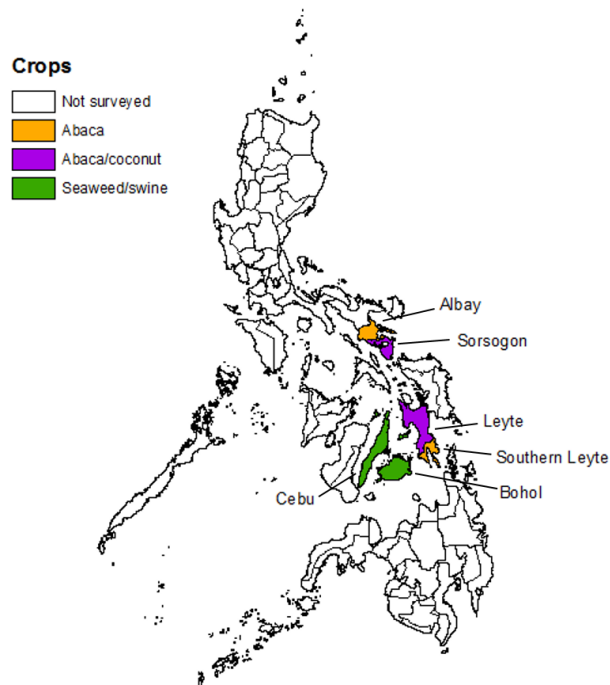 Crops
Not surveyed
Abaca
Abaca/coconut
Seaweed/swine
Albay
Sorsogon
Leyte
Southern Leyte
Bohol
Cebu